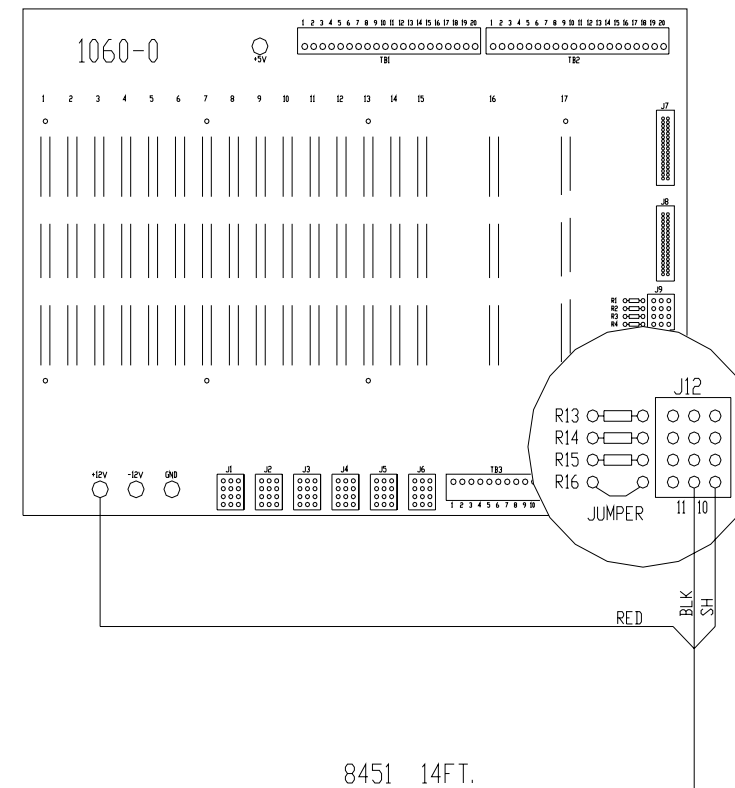 1060-0
+5V
1 2 3 4 5 6 7 8 9 10 11 12 13 14 15 16 17 18 19 20
TB1
1 2 3 4 5 6 7 8 9 10 11 12 13 14 15 16 17 18 19 20
TB2
1 2 3 4 5 6 7 8 9 10 11 12 13 14 15 16 17
J7
J8
J9
R1
R2
R3
R4
J12
R13
R14
R15
R16
JUMPER
11 10
+12V -12V GND
J1 J2 J3 J4 J5 J6 TB3
1 2 3 4 5 6 7 8 9 10
RED
BLK
SH
8451 14FT.